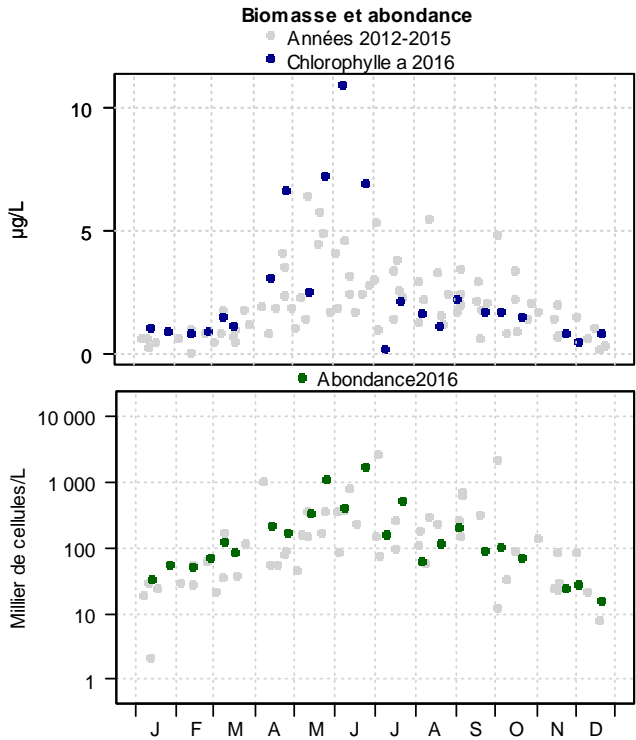 Biomasse et abondance
Années 2012-2015
Chlorophylle a 2016
µg/L
10
5
0
Abondance2016
Millier de cellules/L
10 000
1 000
100
10
1
J F M A M J J A S O N D